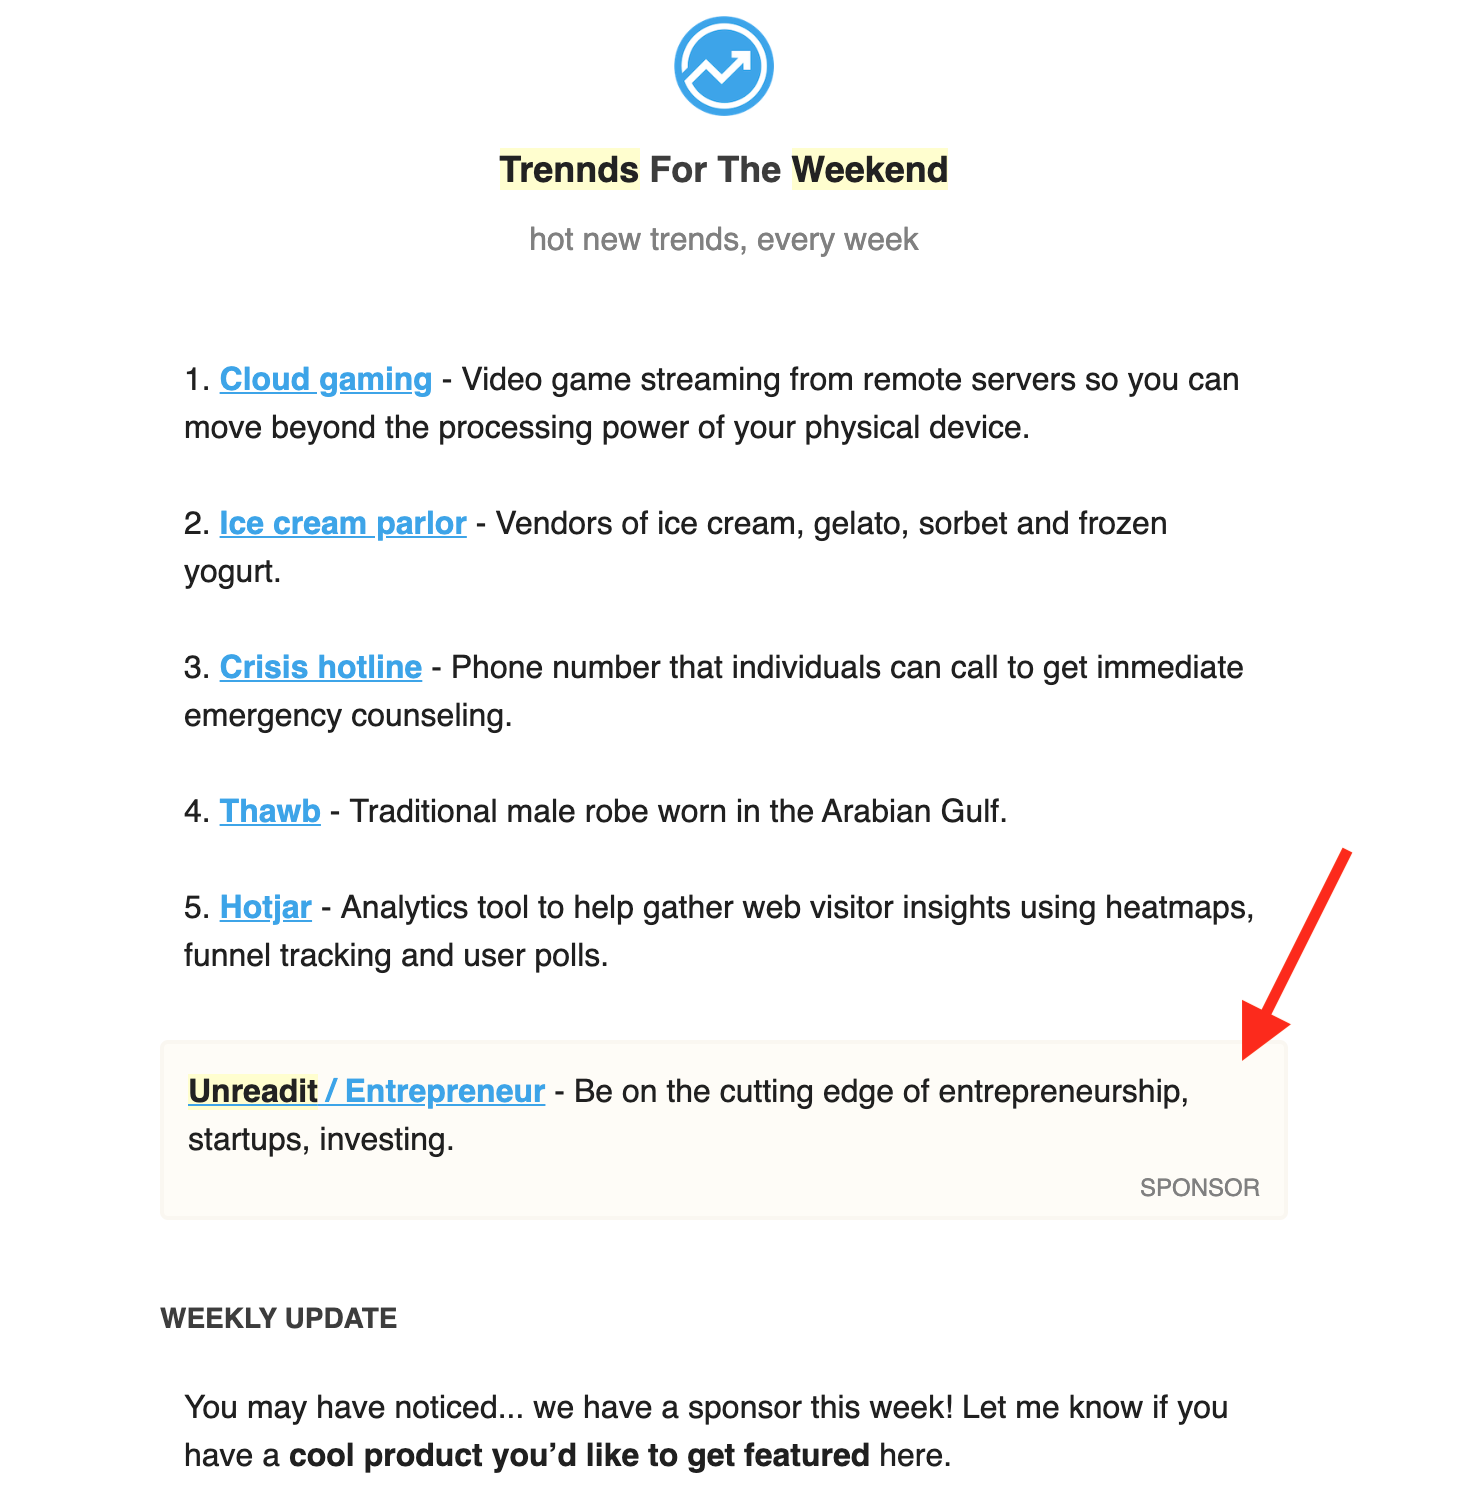 Trennds For The Weekend
hot new trends, every week
1. Cloud gaming - Video game streaming from remote servers so you can
move beyond the processing power of your physical device.
2. Ice cream parlor - Vendors of ice cream, gelato, sorbet and frozen
yogurt.
3. Crisis hotline - Phone number that individuals can call to get immediate
emergency counseling.
4. Thawb - Traditional male robe worn in the Arabian Gulf.
5. Hotjar - Analytics tool to help gather web visitor insights using heatmaps,
funnel tracking and user polls.
Unreadit / Entrepreneur - Be on the cutting edge of entrepreneurship,
startups, investing.
SPONSOR
WEEKLY UPDATE
You may have noticed... we have a sponsor this week! Let me know if you
have a cool product you’d like to get featured here.